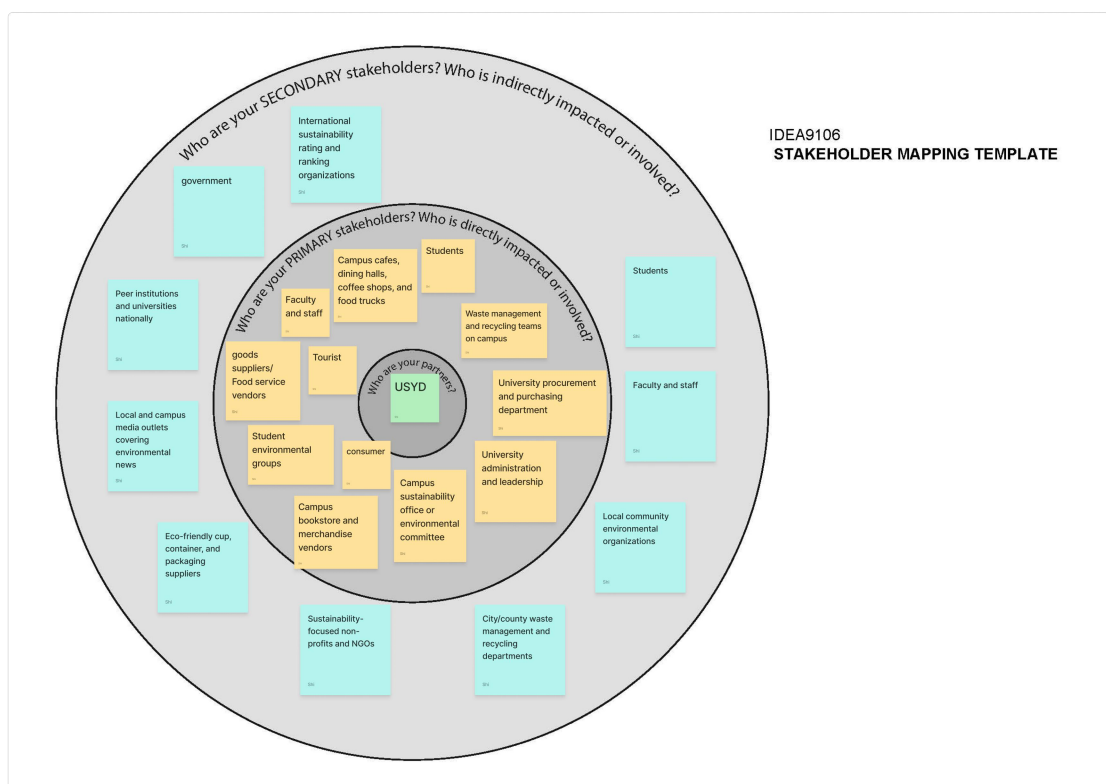 Who are your SECONDARY stakeholders? Who is indirectly impacted or involved?
IDEA9106
STAKEHOLDER MAPPING TEMPLATE
International
sustainability
rating and
ranking
organizations
government
Peer institutions
and universities
nationally
Local and campus
media outlets
covering
environmental
news
Eco-friendly cup,
container, and
packaging
suppliers
Sustainability-
focused non-
profits and NGOs
City/county waste
management and
recycling
departments
Local community
environmental
organizations
Faculty and staff
Students
Who are your PRIMARY stakeholders? Who is directly impacted or involved?
Students
Campus cafes,
dining halls,
coffee shops, and
food trucks
Faculty
and staff
Waste management
and recycling teams
on campus
goods
suppliers/
Food service
vendors
Tourist
University procurement
and purchasing
department
Student
environmental
groups
consumer
University
administration
and leadership
Campus
sustainability
office or
environmental
committee
Campus
bookstore and
merchandise
vendors
Who are your partners?
USYD